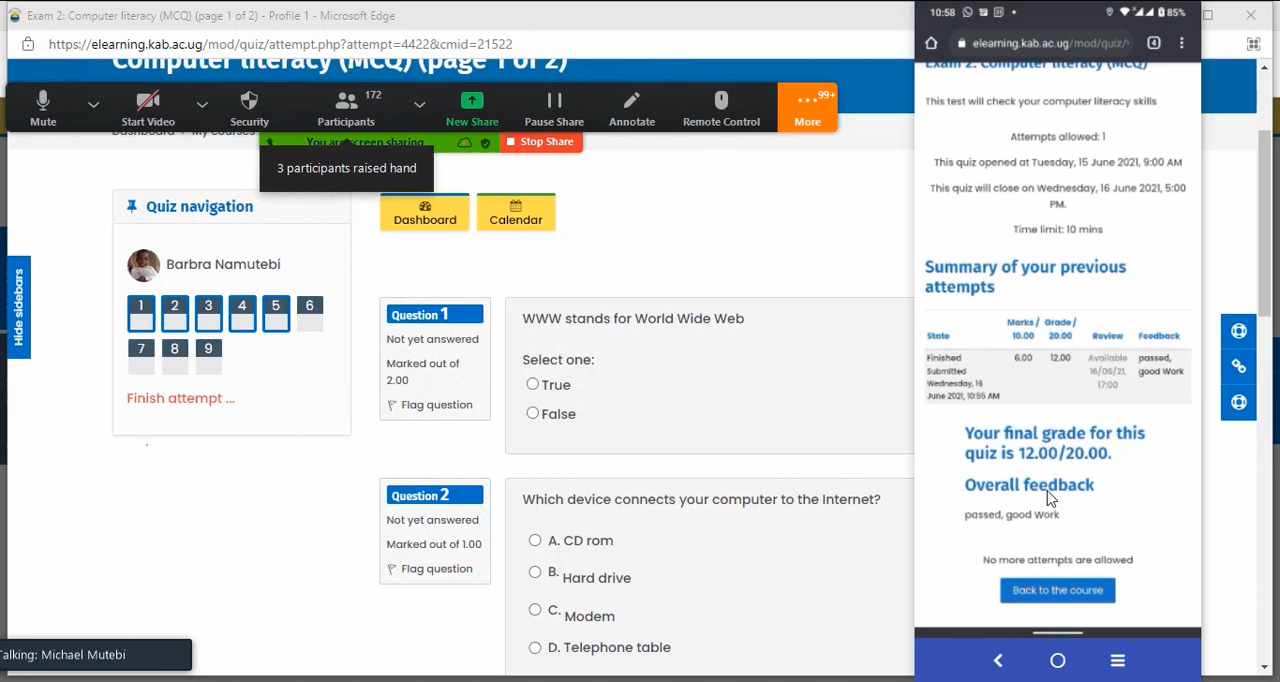 Exam 2: Computer literacy (MCQ) (page 1 of 2) - Profile 1 - Microsoft Edge
https://elearning.kab.ac.ug/mod/quiz/attempt.php?attempt=4422&cmid=21522
Computer literacy (MCQ) (page 1 of 2)
Mute
Start Video
Security
172
Participants
New Share
Pause Share
Annotate
Remote Control
99+
More
Dashboard My courses
You are screen sharing
Stop Share
3 participants raised hand
Hide sidebars
Quiz navigation
Barbra Namutebi
1 2 3 4 5 6
7 8 9
Finish attempt ...
Dashboard
Calendar
Question 1
Not yet answered
Marked out of
2.00
Flag question
WWW stands for World Wide Web
Select one:
True
False
Question 2
Not yet answered
Marked out of 1.00
Flag question
Which device connects your computer to the Internet?
A. CD rom
B. Hard drive
C. Modem
D. Telephone table
Talking: Michael Mutebi
10:58
85%
elearning.kab.ac.ug/mod/quiz/
4
Exam 2: Computer literacy (MCQ)
This test will check your computer literacy skills
Attempts allowed: 1
This quiz opened at Tuesday, 15 June 2021, 9:00 AM
This quiz will close on Wednesday, 16 June 2021, 5:00
PM.
Time limit: 10 mins
Summary of your previous
attempts
State Marks / 10.00 Grade / 20.00 Review Feedback
Finished 6.00 12.00 Available passed,
Submitted 16/06/21, good Work
Wednesday, 16 17:00
June 2021, 10:55 AM
Your final grade for this
quiz is 12.00/20.00.
Overall feedback
passed, good Work
No more attempts are allowed
Back to the course